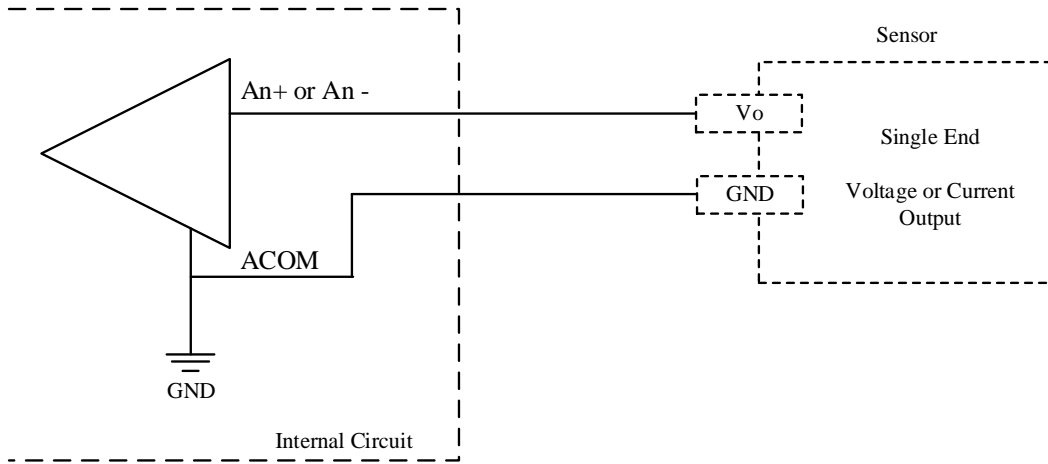 Sensor
An+ or An -
Vo
Single End
GND
Voltage or Current
Output
ACOM
GND
Internal Circuit